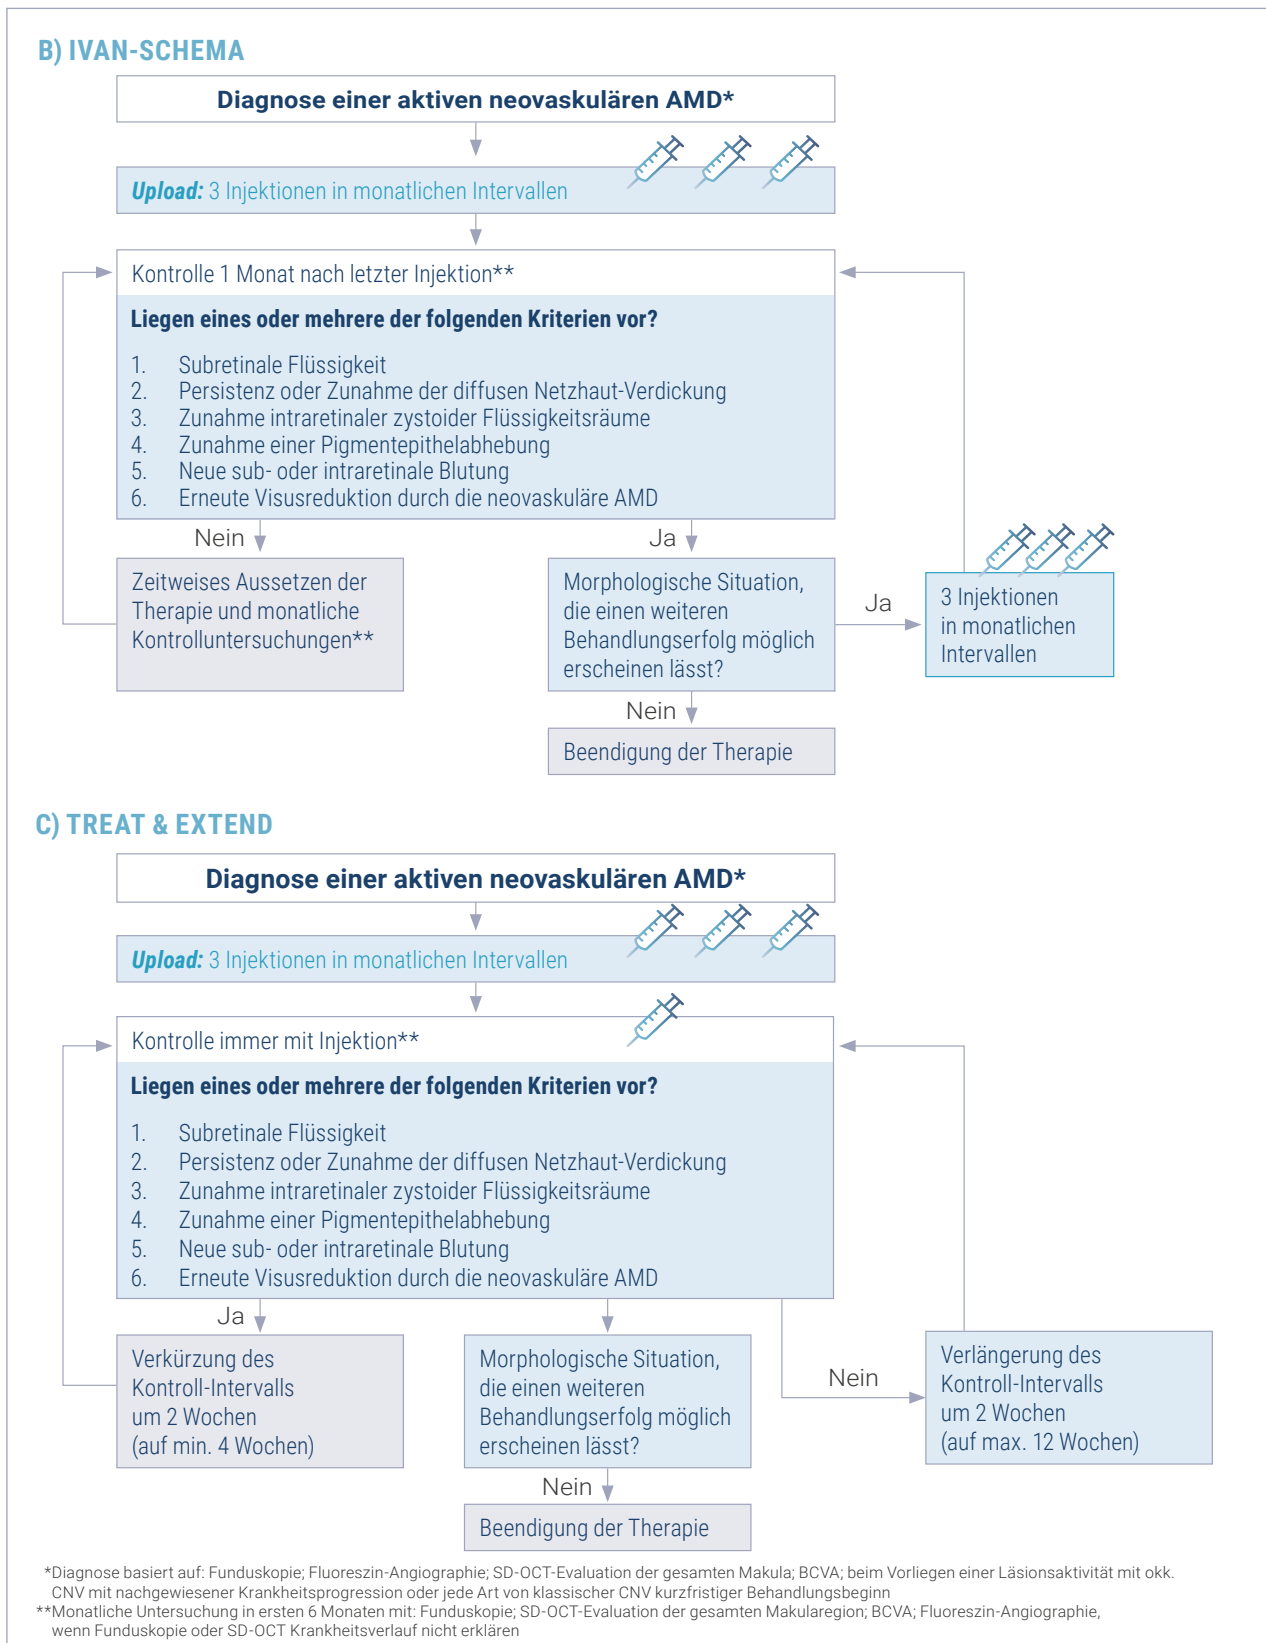 B) IVAN-SCHEMA
Diagnose einer aktiven neovaskulären AMD*
Upload: 3 Injektionen in monatlichen Intervallen
Kontrolle 1 Monat nach letzter Injektion**
Liegen eines oder mehrere der folgenden Kriterien vor?
1. Subretinale Flüssigkeit
2. Persistenz oder Zunahme der diffusen Netzhaut-Verdickung
3. Zunahme intraretinaler zystoider Flüssigkeitsräume
4. Zunahme einer Pigmentepithelabhebung
5. Neue sub- oder intraretinale Blutung
6. Erneute Visusreduktion durch die neovaskuläre AMD
Nein
Zeitweises Aussetzen der
Therapie und monatliche
Kontrolluntersuchungen**
Ja
Morphologische Situation,
die einen weiteren
Behandlungserfolg möglich
erscheinen lässt?
Ja
3 Injektionen
in monatlichen
Intervallen
Nein
Beendigung der Therapie
C) TREAT & EXTEND
Diagnose einer aktiven neovaskulären AMD*
Upload: 3 Injektionen in monatlichen Intervallen
Kontrolle immer mit Injektion**
Liegen eines oder mehrere der folgenden Kriterien vor?
1. Subretinale Flüssigkeit
2. Persistenz oder Zunahme der diffusen Netzhaut-Verdickung
3. Zunahme intraretinaler zystoider Flüssigkeitsräume
4. Zunahme einer Pigmentepithelabhebung
5. Neue sub- oder intraretinale Blutung
6. Erneute Visusreduktion durch die neovaskuläre AMD
Ja
Verkürzung des
Kontroll-Intervalls
um 2 Wochen
(auf min. 4 Wochen)
Morphologische Situation,
die einen weiteren
Behandlungserfolg möglich
erscheinen lässt?
Nein
Verlängerung des
Kontroll-Intervalls
um 2 Wochen
(auf max. 12 Wochen)
Nein
Beendigung der Therapie
*Diagnose basiert auf: Funduskopie; Fluoreszin-Angiographie; SD-OCT-Evaluation der gesamten Makula; BCVA; beim Vorliegen einer Läsionsaktivität mit okk.
CNV mit nachgewiesener Krankheitsprogression oder jede Art von klassischer CNV kurzfristiger Behandlungsbeginn
**Monatliche Untersuchung in ersten 6 Monaten mit: Funduskopie; SD-OCT-Evaluation der gesamten Makularegion; BCVA; Fluoreszin-Angiographie,
wenn Funduskopie oder SD-OCT Krankheitsverlauf nicht erklären